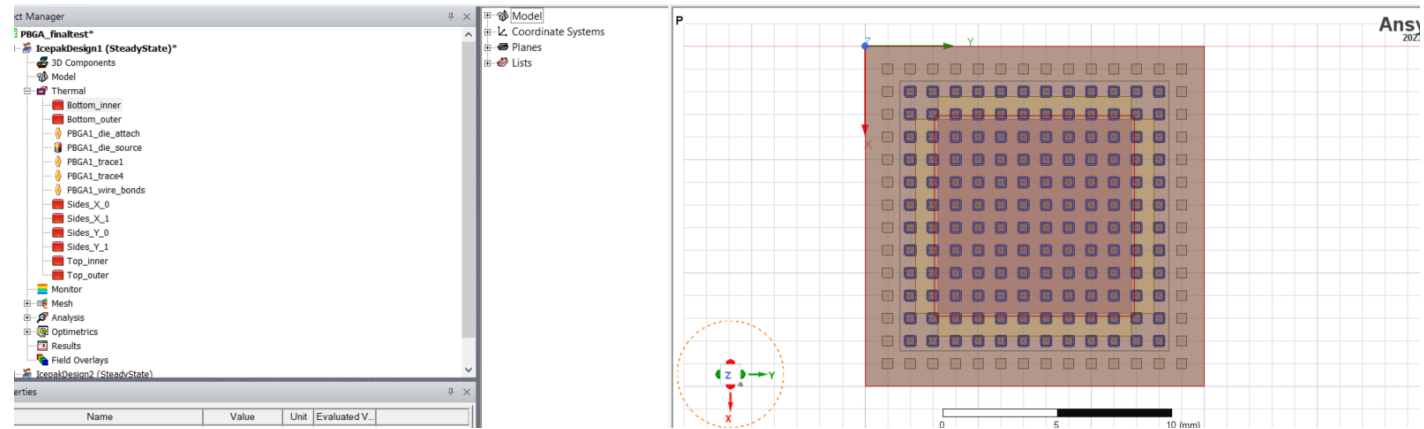 ect Manager
PBGA_finaltest*
IcepakDesign1 (SteadyState)*
3D Components
Model
Thermal
Bottom_inner
Bottom_outer
PBGA1_die_attach
PBGA1_die_source
PBGA1_trace1
PBGA1_trace4
PBGA1_wire_bonds
Sides_X_0
Sides_X_1
Sides_Y_0
Sides_Y_1
Top_inner
Top_outer
Monitor
Mesh
Analysis
Optimetrics
Results
Field Overlays
IcepakDesign2 (SteadyState)
erties
Name Value Unit Evaluated V...
Model
Coordinate Systems
Planes
Lists
P
Ansy
2023
Z Y
X
Z Y
X
0 5 10 (mm)